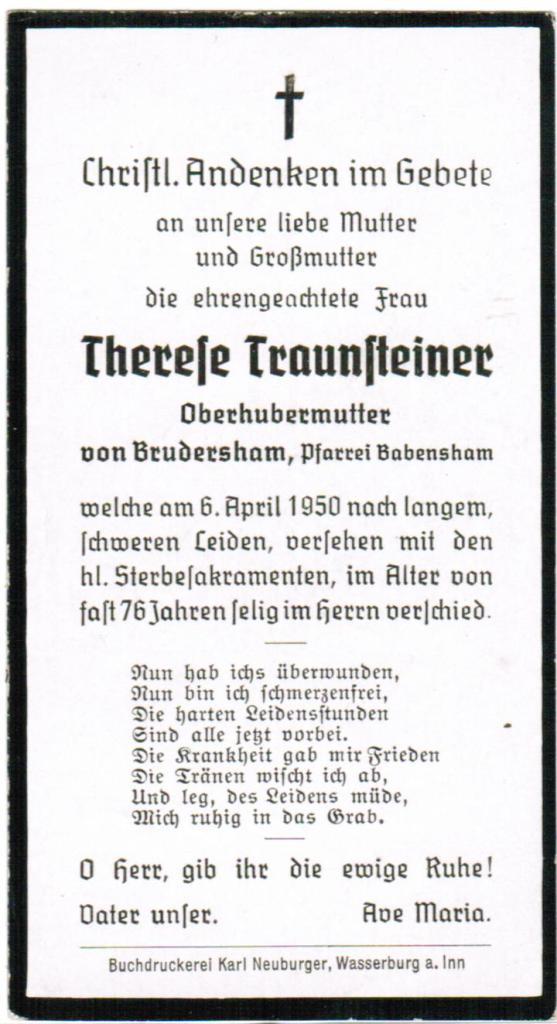 Christl. Andenken im Gebete
an unsere liebe Mutter
und Großmutter
die ehrengeachtete Frau
Therese Traunsteiner
Oberhubermutter
von Brudersham, Pfarrei Babensham
welche am 6. April 1950 nach langem,
schweren Leiden, versehen mit den
hl. Sterbesakramenten, im Alter von
fast 76 Jahren selig im Herrn verschied.
Nun hab ichs überwunden,
Nun bin ich schmerzenfrei,
Die harten Leidensstunden
Sind alle jetzt vorbei.
Die Krankheit gab mir Frieden
Die Tränen wischt ich ab,
Und leg, des Leidens müde,
Mich ruhig in das Grab.
O Herr, gib ihr die ewige Ruhe!
Vater unser. Ave Maria.
Buchdruckerei Karl Neuburger, Wasserburg a. Inn